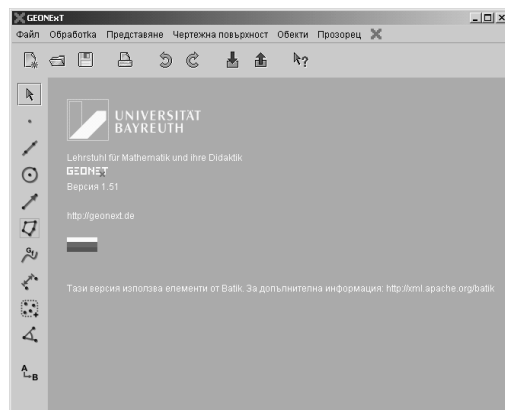 GEONExT
Файл Обработка Представяне Чертежна повърхност Обекти Прозорец
UNIVERSITÄT
BAYREUTH
Lehrstuhl für Mathematik und ihre Didaktik
GEONExT
Версия 1.51
http://geonext.de
Тази версия използва елементи от Batik. За допълнителна информация: http://xml.apache.org/batik
A
B